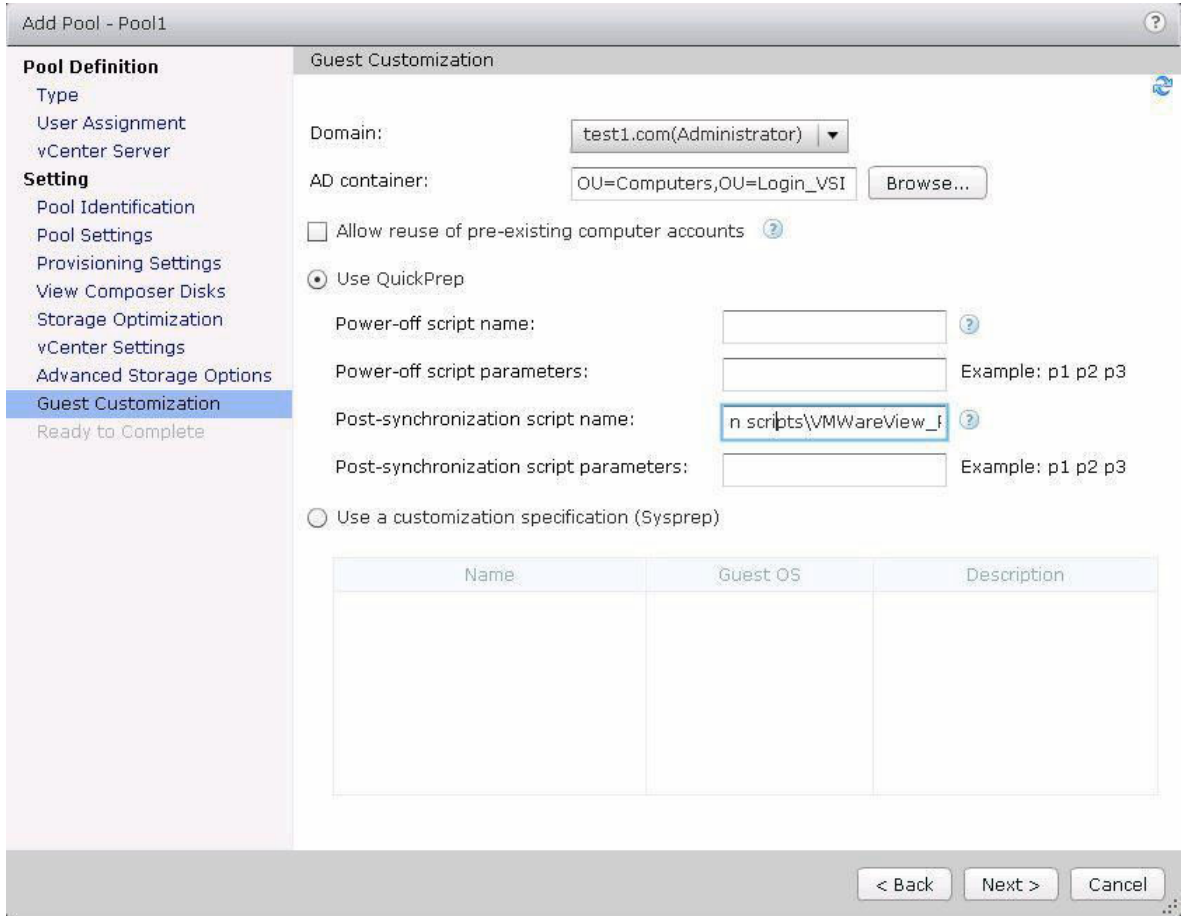 Add Pool - Pool1
?
Pool Definition
Type
User Assignment
vCenter Server
Setting
Pool Identification
Pool Settings
Provisioning Settings
View Composer Disks
Storage Optimization
vCenter Settings
Advanced Storage Options
Guest Customization
Ready to Complete
Guest Customization
Domain: test1.com(Administrator)
AD container: OU=Computers,OU=Login_VSI Browse...
Allow reuse of pre-existing computer accounts ?
Use QuickPrep
Power-off script name: ?
Power-off script parameters: Example: p1 p2 p3
Post-synchronization script name: n scripts\VMWareView_ ?
Post-synchronization script parameters: Example: p1 p2 p3
Use a customization specification (Sysprep)
Name Guest OS Description
< Back Next > Cancel